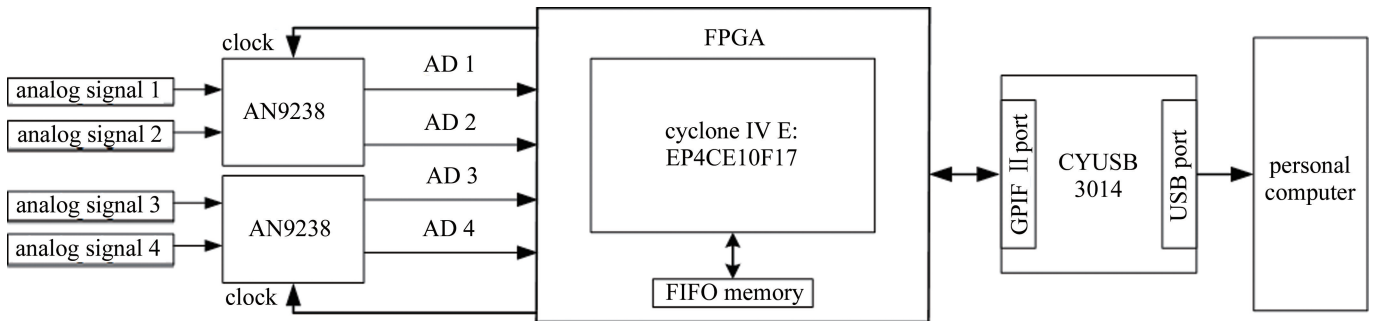 clock
analog signal 1
analog signal 2
AN9238
AD 1
AD 2
analog signal 3
analog signal 4
AN9238
AD 3
AD 4
clock
FPGA
cyclone IV E:
EP4CE10F17
FIFO memory
GPIF II port
CYUSB
3014
USB port
personal
computer